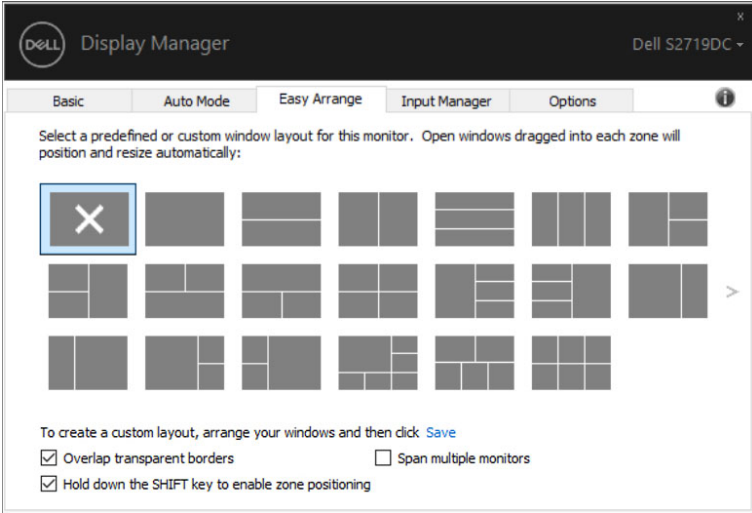 DELL
Display Manager
x
Dell S2719DC
Basic
Auto Mode
Easy Arrange
Input Manager
Options
i
Select a predefined or custom window layout for this monitor. Open windows dragged into each zone will
position and resize automatically:
>
To create a custom layout, arrange your windows and then click Save
Overlap transparent borders
Span multiple monitors
Hold down the SHIFT key to enable zone positioning